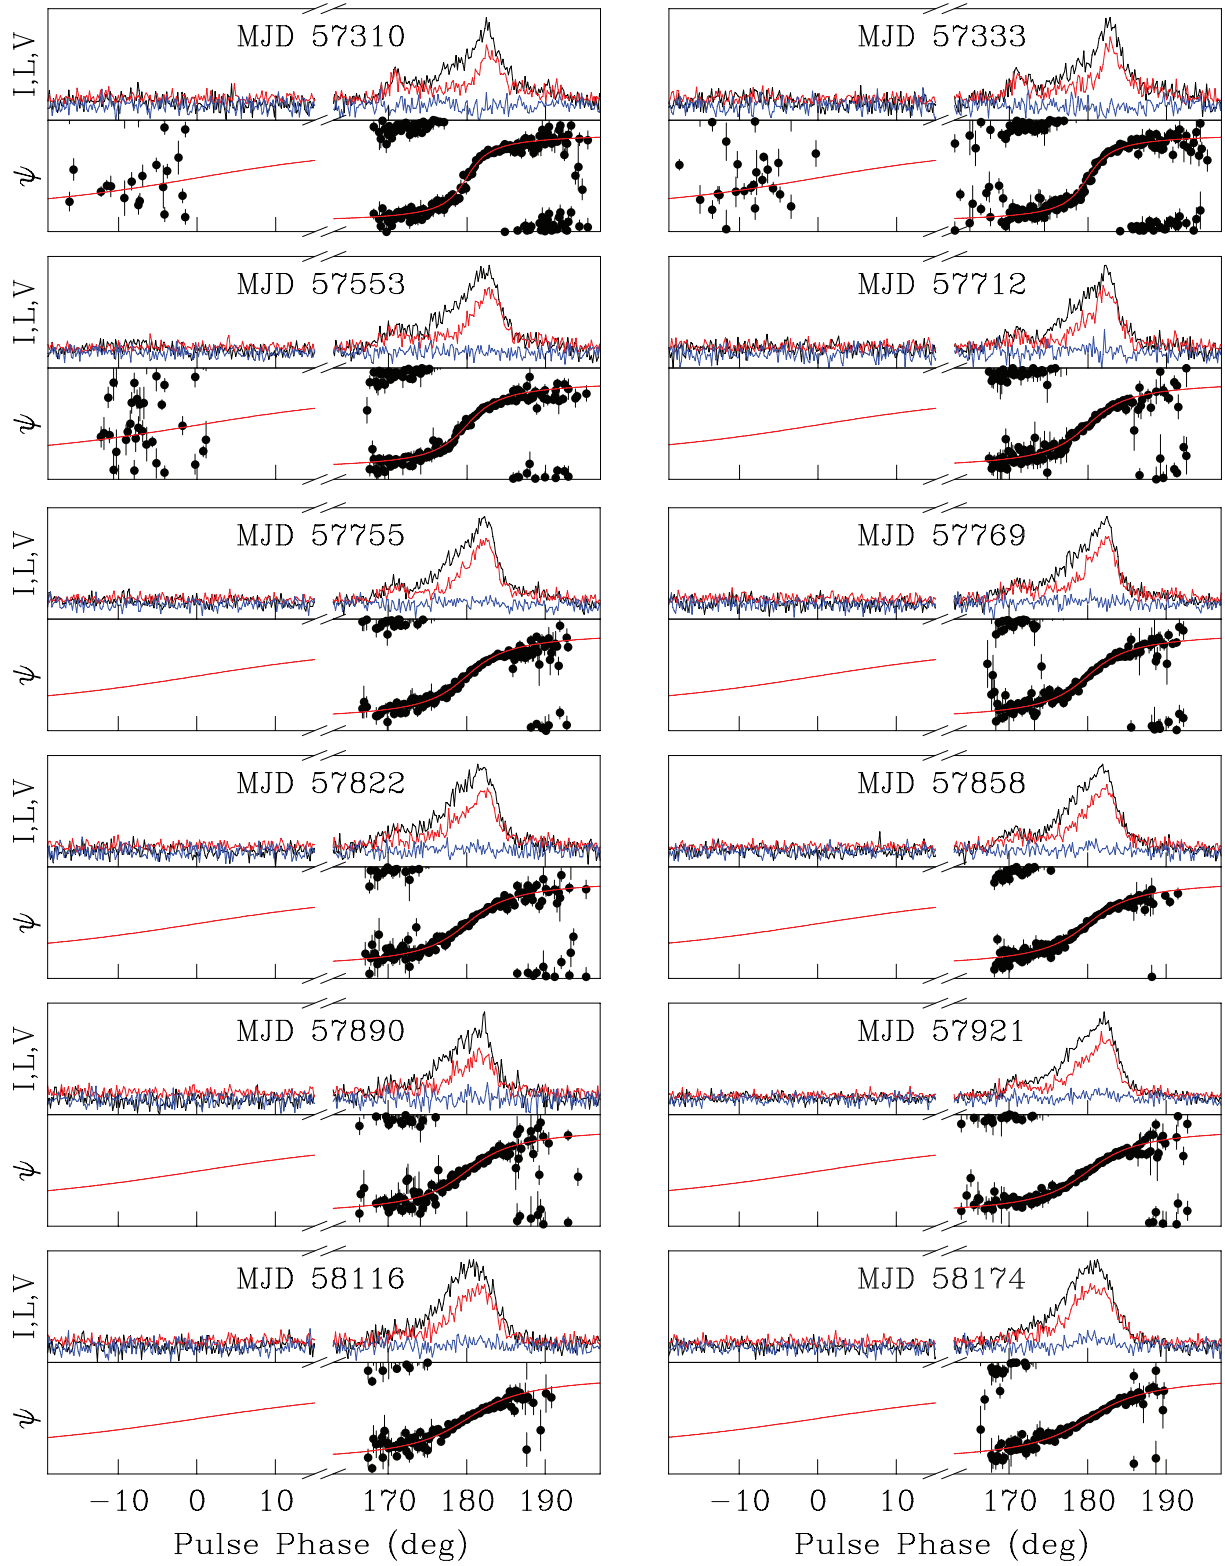 I,L,V
MJD 57310
MJD 57333
ψ
I,L,V
MJD 57553
MJD 57712
ψ
I,L,V
MJD 57755
MJD 57769
ψ
I,L,V
MJD 57822
MJD 57858
ψ
I,L,V
MJD 57890
MJD 57921
ψ
I,L,V
MJD 58116
MJD 58174
ψ
−10 0 10 170 180 190
−10 0 10 170 180 190
Pulse Phase (deg)
Pulse Phase (deg)